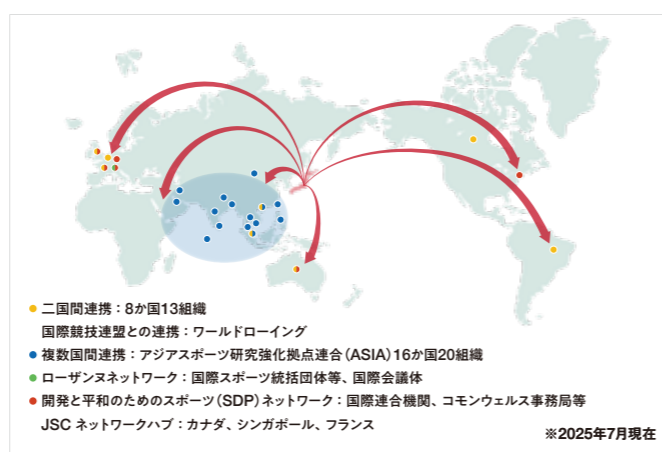 二国間連携：8か国13組織
国際競技連盟との連携：ワールドローイング
複数国間連携：アジアスポーツ研究強化拠点連合（ASIA）16か国20組織
ローザンヌネットワーク：国際スポーツ統括団体等、国際会議体
開発と平和のためのスポーツ（SDP）ネットワーク：国際連合機関、コモンウェルス事務局等
JSC ネットワークハブ：カナダ、シンガポール、フランス
※2025年7月現在